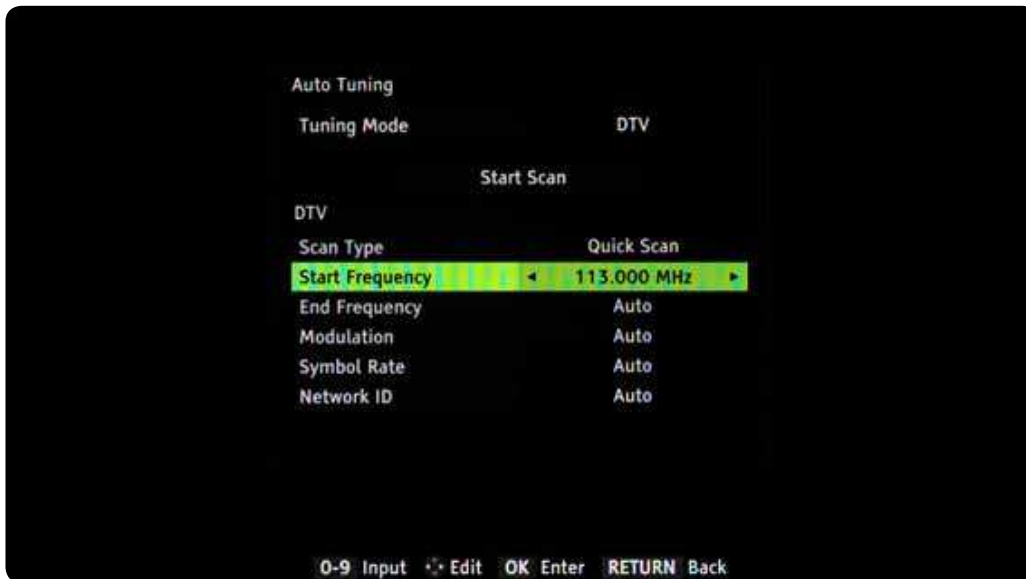 Auto Tuning
Tuning Mode DTV
Start Scan
DTV
Scan Type Quick Scan
Start Frequency ◄ 113.000 MHz ►
End Frequency Auto
Modulation Auto
Symbol Rate Auto
Network ID Auto
0-9 Input Edit OK Enter RETURN Back